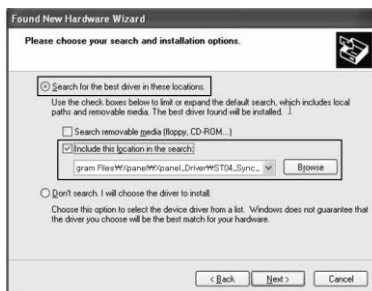 Found New Hardware Wizard
Please choose your search and installation options.
Search for the best driver in these locations.
Use the check boxes below to limit or expand the default search, which includes local
paths and removable media. The best driver found will be installed.
Search removable media (floppy, CD-ROM...)
Include this location in the search:
gram Files₩Xpanel₩Xpanel_Driver₩ST04_Sync_
Browse
Don't search. I will choose the driver to install.
Choose this option to select the device driver from a list. Windows does not guarantee that
the driver you choose will be the best match for your hardware.
< Back Next > Cancel